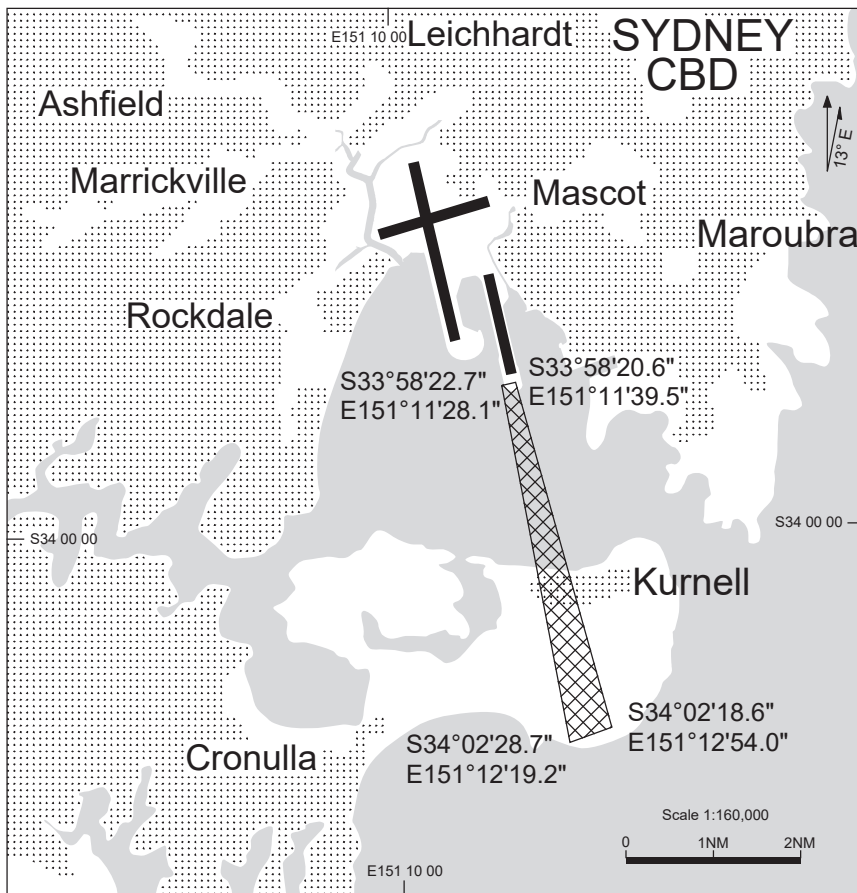 E151 10 00
Leichhardt
SYDNEY
CBD
Ashfield
13° E
Marrickville
Mascot
Maroubra
Rockdale
S33°58'22.7"
E151°11'28.1"
S33°58'20.6"
E151°11'39.5"
S34 00 00
S34 00 00
Kurnell
S34°02'18.6"
E151°12'54.0"
S34°02'28.7"
E151°12'19.2"
Cronulla
Scale 1:160,000
0 1NM 2NM
E151 10 00